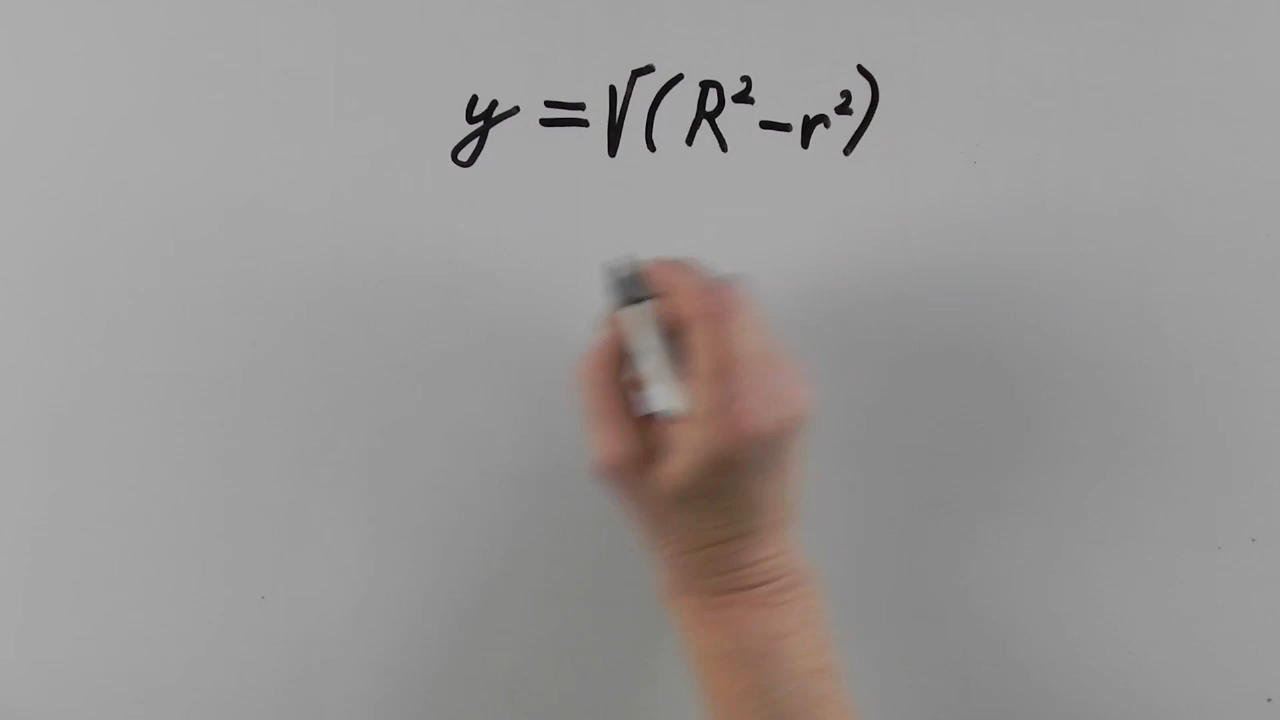 y = √(R² - r²)